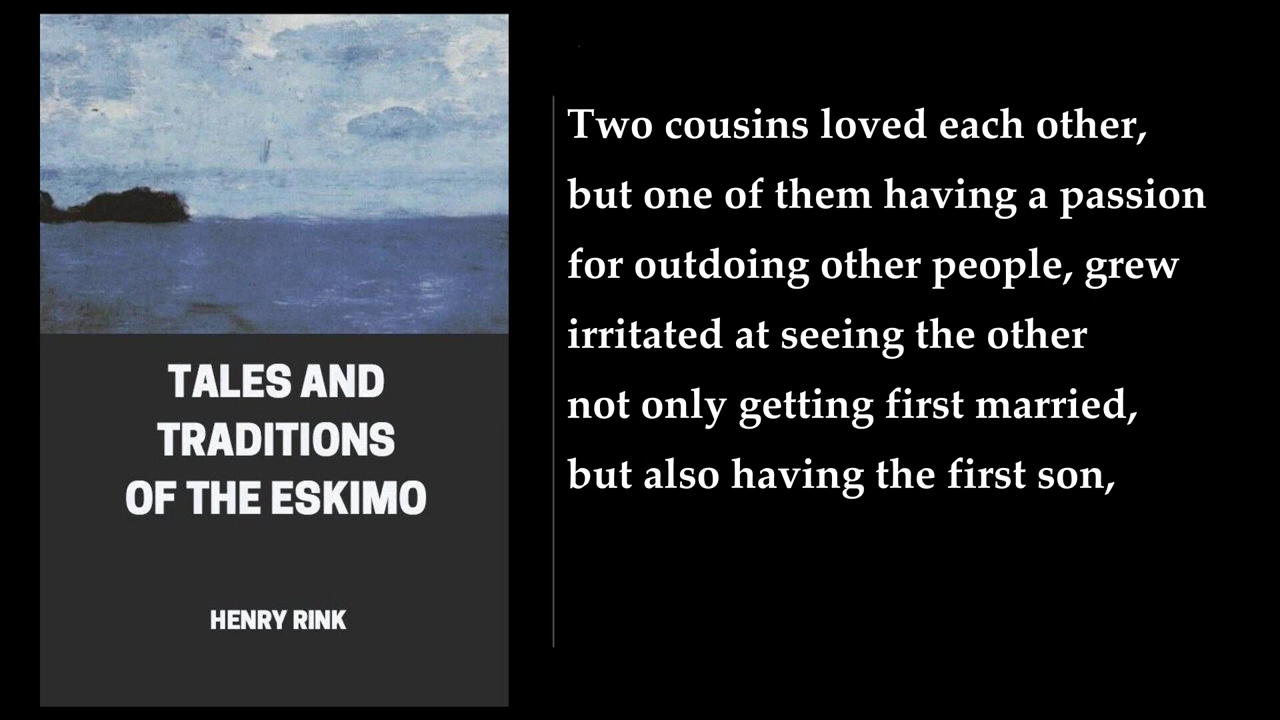 TALES AND
TRADITIONS
OF THE ESKIMO
HENRY RINK
Two cousins loved each other,
but one of them having a passion
for outdoing other people, grew
irritated at seeing the other
not only getting first married,
but also having the first son,